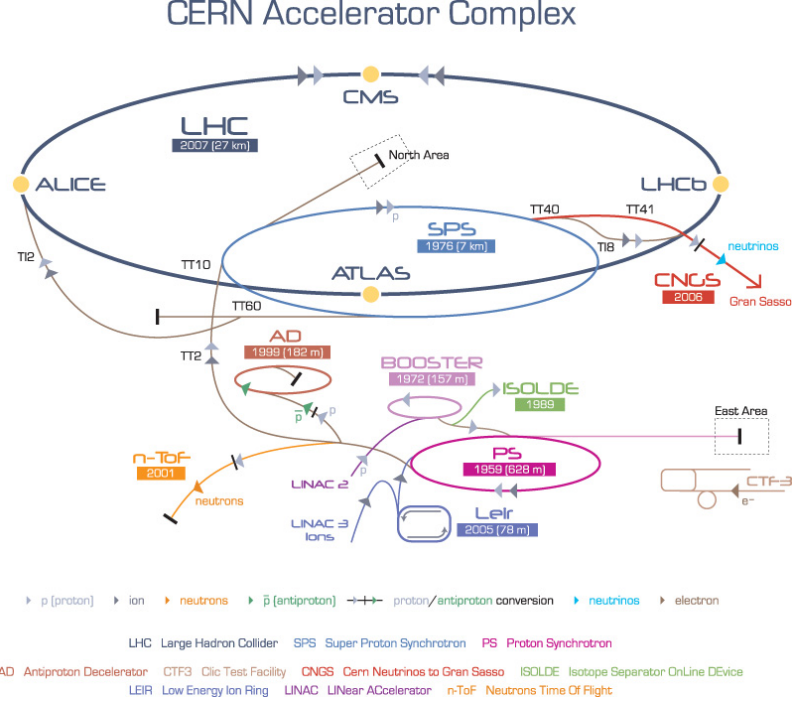 CERN Accelerator Complex
CMS
LHC
2007 (27 km)
North Area
ALICE
LHCb
TT40
TT41
p
SPS
1976 (7 km)
TI8
neutrinos
TI2
TT10
ATLAS
CNGS
2006
Gran Sasso
TT60
AD
1999 (182 m)
TT2
BOOSTER
1972 (157 m)
ISOLDE
1989
p̅
p
East Area
n-ToF
2001
PS
1959 (628 m)
p
LINAC 2
neutrons
CTF3
e-
LINAC 3
Ions
LeIr
2005 (78 m)
p (proton) ion neutrons p̅ (antiproton) proton/antiproton conversion neutrinos electron
LHC Large Hadron Collider SPS Super Proton Synchrotron PS Proton Synchrotron
AD Antiproton Decelerator CTF3 Clic Test Facility CNGS Cern Neutrinos to Gran Sasso ISOLDE Isotope Separator OnLine DEvice
LEIR Low Energy Ion Ring LINAC LINear ACcelerator n-ToF Neutrons Time Of Flight